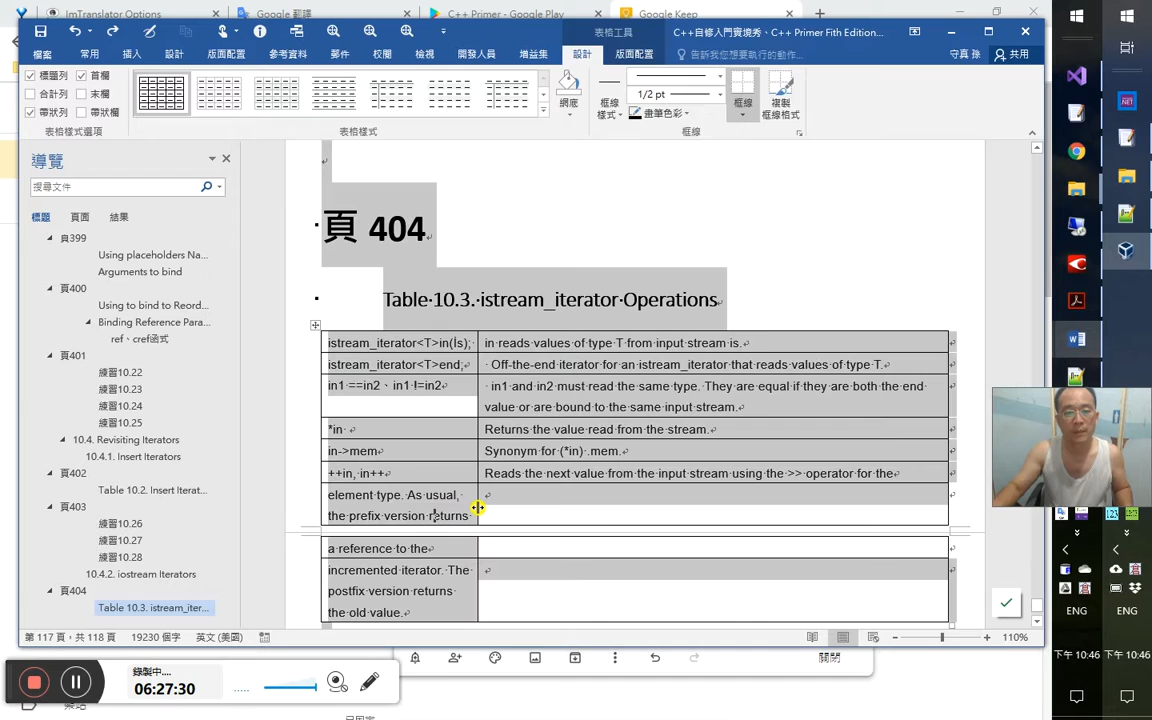 ImTranslator Options
Google 翻譯
C++ Primer - Google Play
Google Keep
表格工具
C++自修入門實境秀、C++ Primer Fith Edition...
檔案
常用
插入
設計
版面配置
參考資料
郵件
校閱
檢視
開發人員
增益集
設計
版面配置
告訴我您想要執行的動作...
守真 孫
共用
標題列
首欄
合計列
末欄
帶狀列
帶狀欄
網底
框線
樣式
1/2 pt
畫筆色彩
框線
複製
框線格式
表格樣式選項
表格樣式
框線
導覽
搜尋文件
標題
頁面
結果
頁399
Using placeholders Na...
Arguments to bind
頁400
Using to bind to Reord...
Binding Reference Para...
ref、cref函式
頁401
練習10.22
練習10.23
練習10.24
練習10.25
10.4. Revisiting Iterators
10.4.1. Insert Iterators
頁402
Table 10.2. Insert Iterat...
頁403
練習10.26
練習10.27
練習10.28
10.4.2. iostream Iterators
頁404
Table 10.3. istream_iter...
頁 404
Table 10.3. istream_iterator Operations
istream_iterator<T>in(is);
in reads values of type T from input stream is.
istream_iterator<T>end;
Off-the-end iterator for an istream_iterator that reads values of type T.
in1 ==in2、in1 !=in2
in1 and in2 must read the same type. They are equal if they are both the end
value or are bound to the same input stream.
*in
Returns the value read from the stream.
in->mem
Synonym for (*in) .mem.
++in, in++
Reads the next value from the input stream using the >> operator for the
element type. As usual,
the prefix version returns
a reference to the
incremented iterator. The
postfix version returns
the old value.
第 117 頁，共 118 頁
19230 個字
英文 (美國)
110%
錄製中...
06:27:30
關閉
ENG
ENG
下午 10:46
下午 10:46